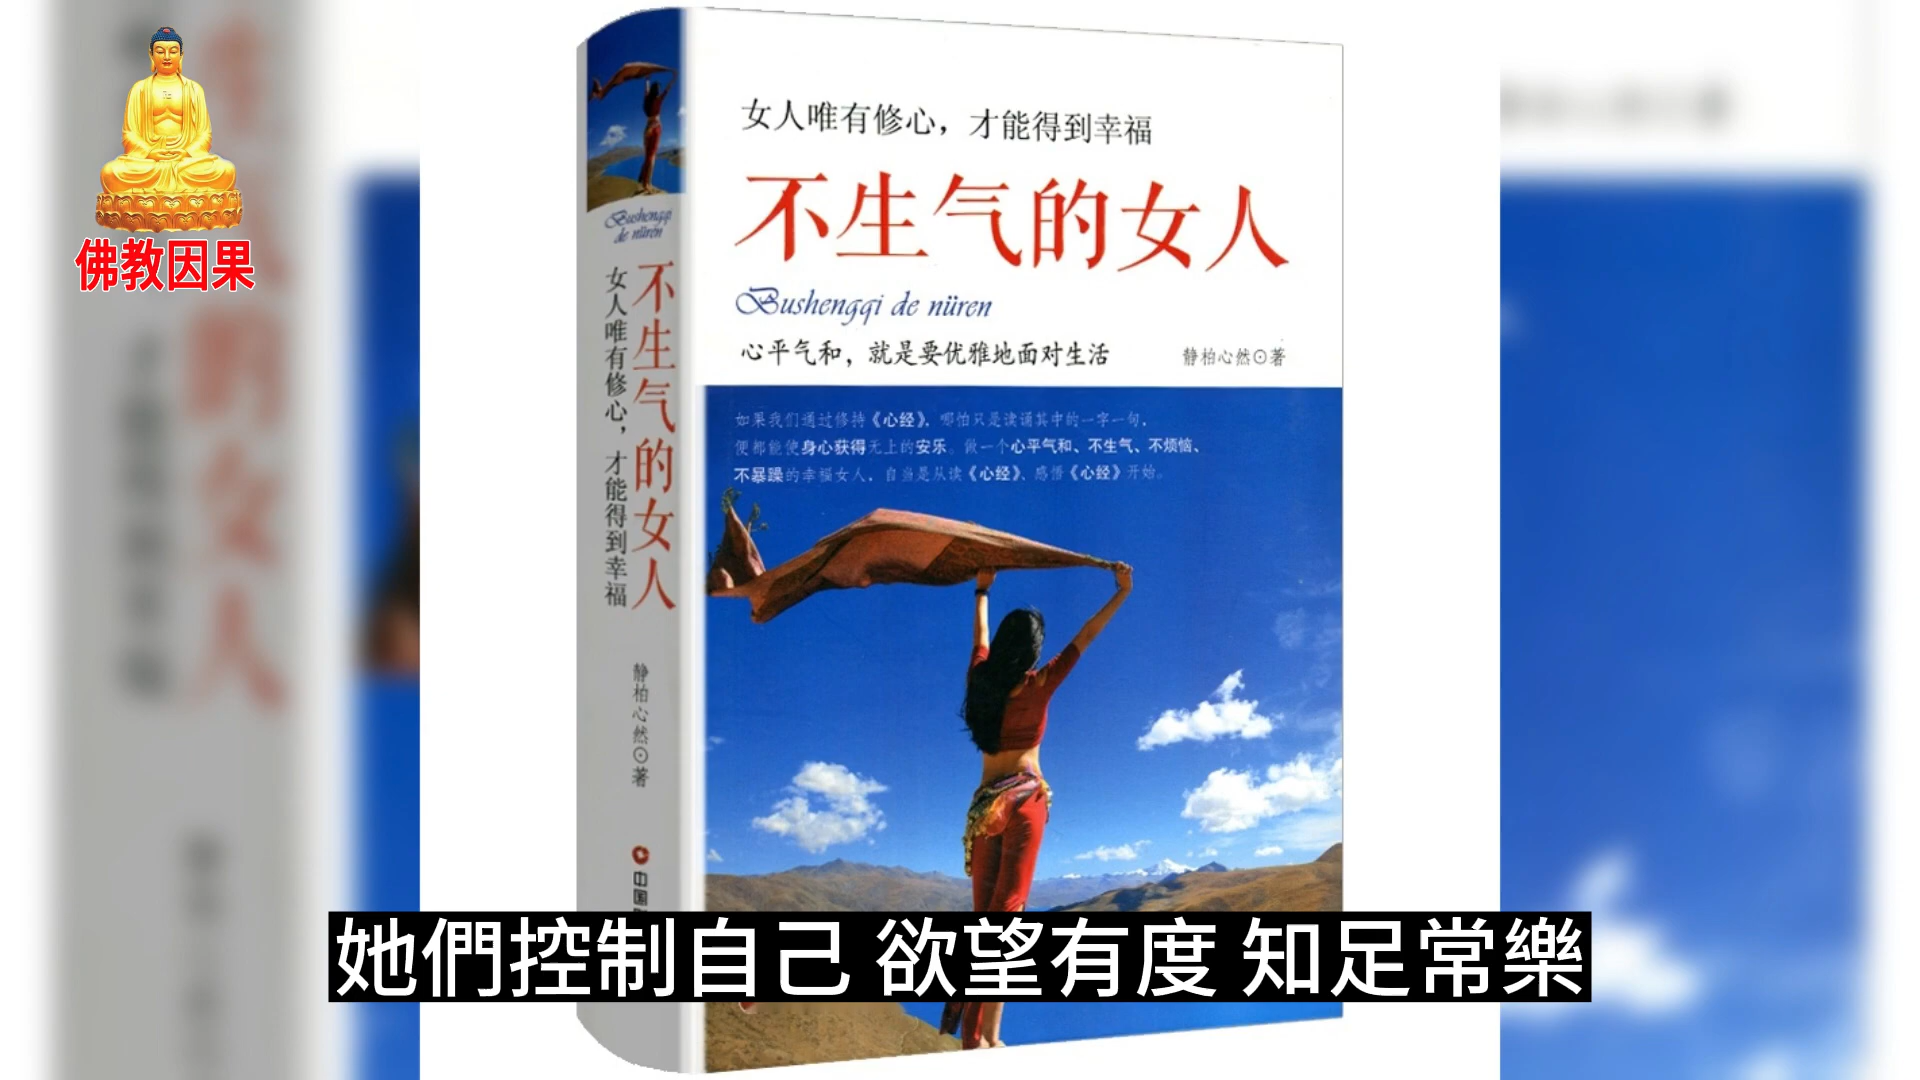 佛教因果
女人唯有修心，才能得到幸福
不生气的女人
Bushengqi de nüren
心平气和，就是要优雅地面对生活
静柏心然⊙著
如果我们通过修持《心经》，哪怕只是读诵其中的一字一句，
便都能使身心获得无上的安乐。做一个心平气和、不生气、不烦恼、
不暴躁的幸福女人，自当是从读《心经》、感悟《心经》开始。
Bushengqi
de nüren
不生气的女人
女人唯有修心，才能得到幸福
静柏心然⊙著
中国
她們控制自己 欲望有度 知足常樂